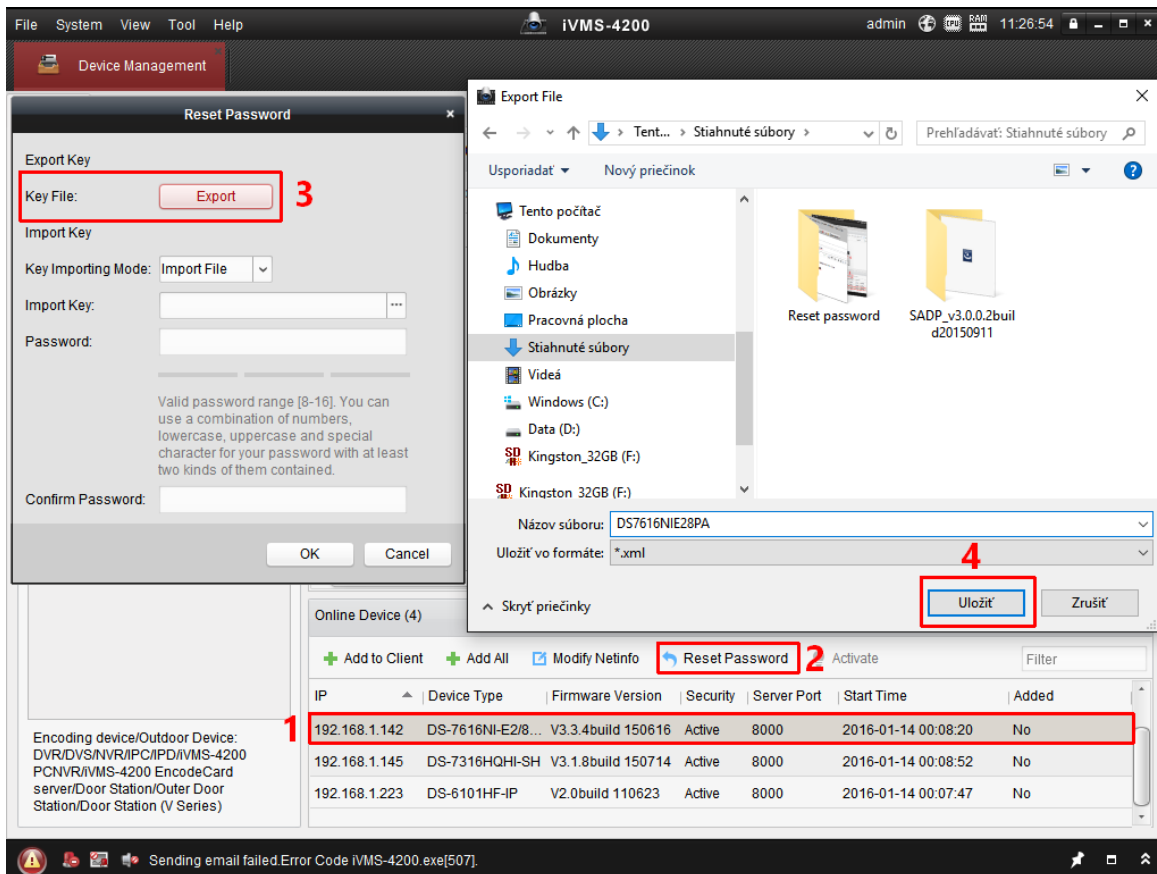 File System View Tool Help
iVMS-4200
admin CPU RAM 11:26:54
Device Management
Reset Password
Export Key
Key File: Export 3
Import Key
Key Importing Mode: Import File
Import Key:
Password:
Valid password range [8-16]. You can
use a combination of numbers,
lowercase, uppercase and special
character for your password with at least
two kinds of them contained.
Confirm Password:
OK Cancel
Export File
Tent... Stiahnuté súbory
Prehľadávať: Stiahnuté súbory
Usporiadať Nový priečinok
Tento počítač
Dokumenty
Hudba
Obrázky
Pracovná plocha
Stiahnuté súbory
Videá
Windows (C:)
Data (D:)
Kingston_32GB (F:)
Kingston_32GB (F:)
Reset password
SADP_v3.0.0.2buil
d20150911
Názov súboru: DS7616NIE28PA
Uložiť vo formáte: *.xml
4
Skryť priečinky
Uložiť Zrušiť
Online Device (4)
Add to Client Add All Modify Netinfo Reset Password 2 Activate Filter
IP Device Type Firmware Version Security Server Port Start Time Added
1
192.168.1.142 DS-7616NI-E2/8... V3.3.4build 150616 Active 8000 2016-01-14 00:08:20 No
192.168.1.145 DS-7316HQHI-SH V3.1.8build 150714 Active 8000 2016-01-14 00:08:52 No
192.168.1.223 DS-6101HF-IP V2.0build 110623 Active 8000 2016-01-14 00:07:47 No
Encoding device/Outdoor Device:
DVR/DVS/NVR/IPC/IPD/iVMS-4200
PCNVR/iVMS-4200 EncodeCard
server/Door Station/Outer Door
Station/Door Station (V Series)
Sending email failed.Error Code iVMS-4200.exe[507].